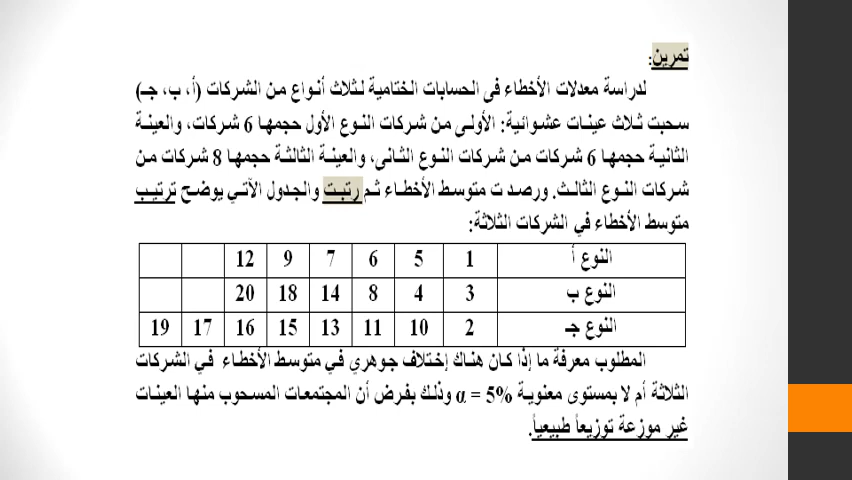 تمرين:
لدراسة معدلات الأخطاء فى الحسابات الختامية لثلاث أنواع من الشركات (أ، ب، جـ)
سحبت ثلاث عينات عشوائية: الأولى من شركات النوع الأول حجمها 6 شركات، والعينة
الثانية حجمها 6 شركات من شركات النوع الثانى، والعينة الثالثة حجمها 8 شركات من
شركات النوع الثالث. ورصدت متوسط الأخطاء ثم رتبت والجدول الآتي يوضح ترتيب
متوسط الأخطاء في الشركات الثلاثة:
النوع أ 1 5 6 7 9 12
النوع ب 3 4 8 14 18 20
النوع جـ 2 10 11 13 15 16 17 19
المطلوب معرفة ما إذا كان هناك إختلاف جوهري في متوسط الأخطاء في الشركات
الثلاثة أم لا بمستوى معنوية α = 5% وذلك بفرض أن المجتمعات المسحوب منها العينات
غير موزعة توزيعاً طبيعياً.